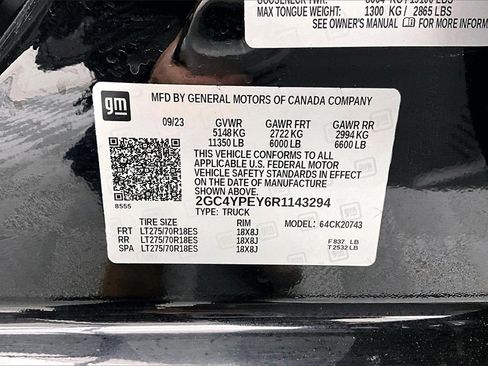 MAX TONGUE WEIGHT: 1300 KG / 2865 LBS
SEE OWNER'S MANUAL FOR MORE INFORMATION
gm
MFD BY GENERAL MOTORS OF CANADA COMPANY
09/23 GVWR GAWR FRT GAWR RR
5148 KG 2722 KG 2994 KG
11350 LB 6000 LB 6600 LB
THIS VEHICLE CONFORMS TO ALL APPLICABLE
U.S. FEDERAL MOTOR
VEHICLE SAFETY STANDARDS IN EFFECT
ON THE DATE OF MANUFACTURE
8555
2GC4YPEY6R1143294
TYPE: TRUCK MODEL: 64CK20743
TIRE SIZE RIM
FRT LT275/70R18ES 18X8J
RR LT275/70R18ES 18X8J
SPA LT275/70R18ES 18X8J
F 837 LB
T 2532 LB